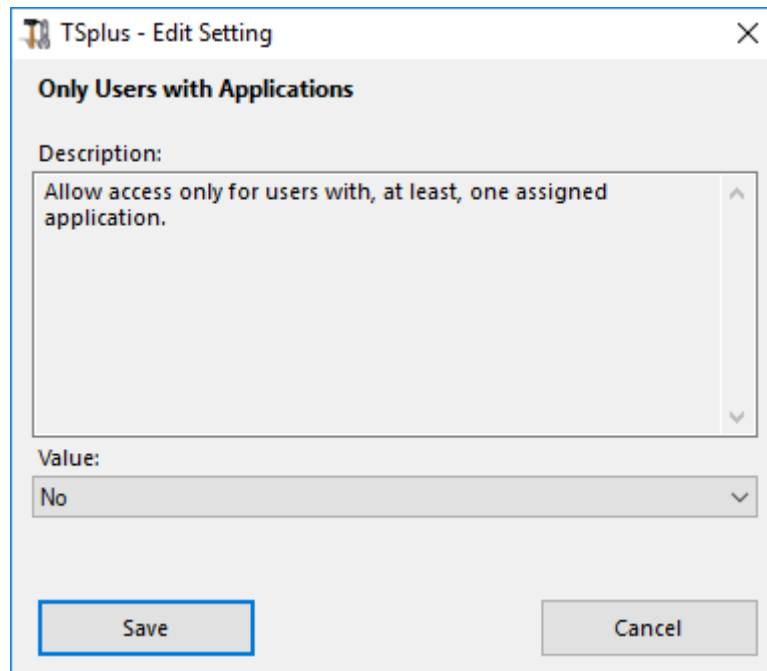 TSplus - Edit Setting
Only Users with Applications
Description:
Allow access only for users with, at least, one assigned
application.
Value:
No
Save
Cancel